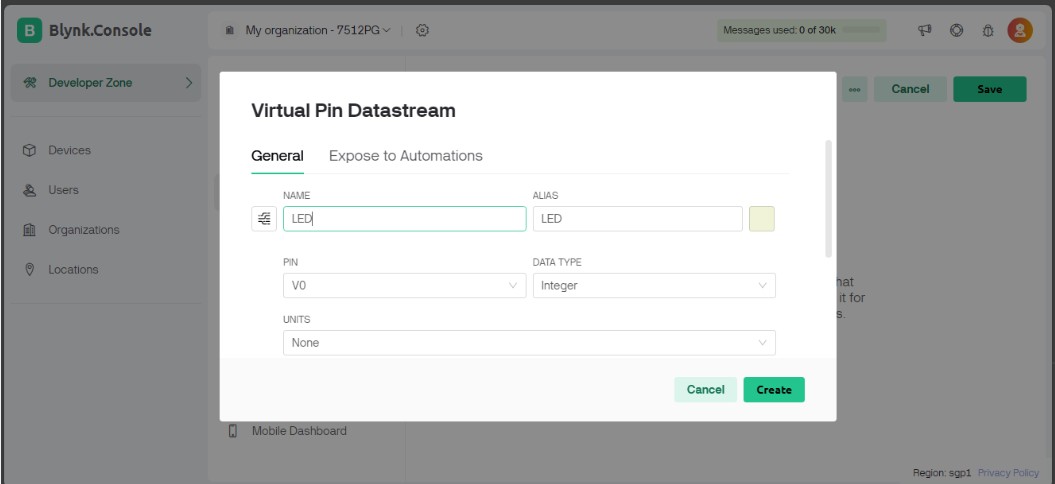 B Blynk.Console
My organization - 7512PG
Messages used: 0 of 30k
Developer Zone
Cancel
Save
Devices
Users
Organizations
Locations
Virtual Pin Datastream
General
Expose to Automations
NAME
ALIAS
LED
LED
PIN
DATA TYPE
V0
Integer
UNITS
None
it for
Cancel
Create
Mobile Dashboard
Region: sgp1 Privacy Policy